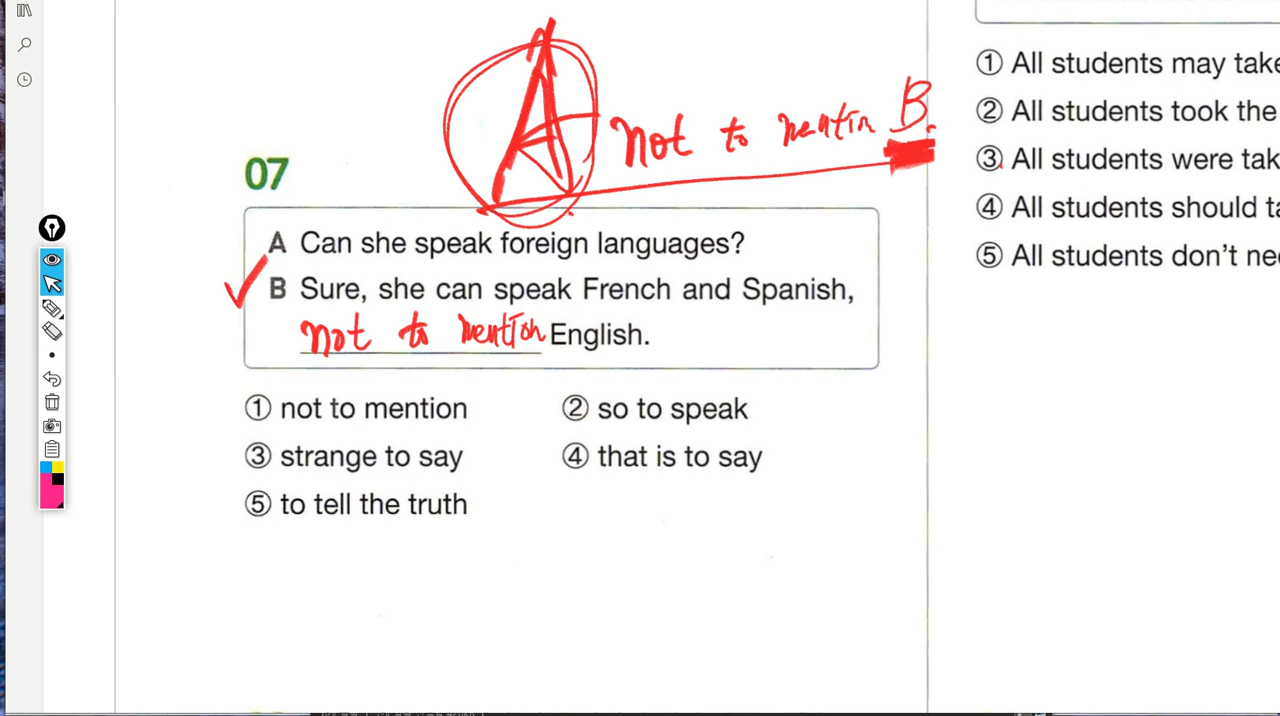 A not to mention B.
07
A Can she speak foreign languages?
B Sure, she can speak French and Spanish,
not to mention English.
① not to mention ② so to speak
③ strange to say ④ that is to say
⑤ to tell the truth
① All students may take
② All students took the
③ All students were tak
④ All students should ta
⑤ All students don't nee